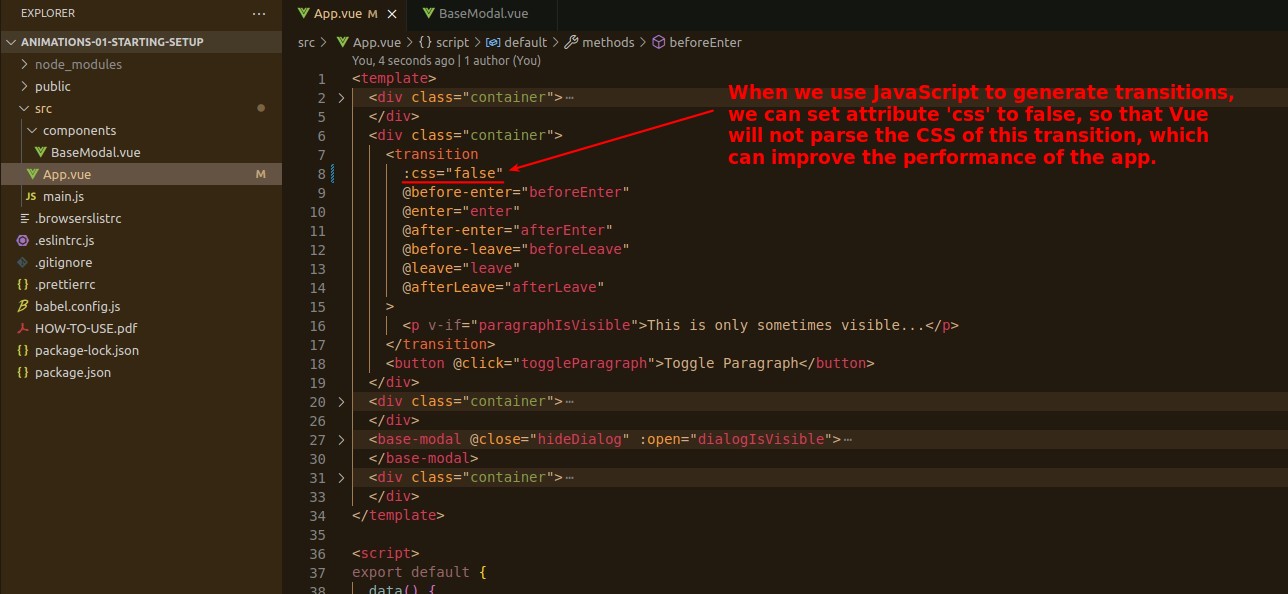 EXPLORER ...
ANIMATIONS-01-STARTING-SETUP
node_modules
public
src
components
BaseModal.vue
App.vue M
JS main.js
.browserslistrc
.eslintrc.js
.gitignore
{} .prettierrc
babel.config.js
HOW-TO-USE.pdf
{} package-lock.json
{} package.json
App.vue M × BaseModal.vue
src > App.vue > {} script > default > methods > beforeEnter
You, 4 seconds ago | 1 author (You)
1 <template>
2 > <div class="container">⋯
5 </div>
6 <div class="container">
7 <transition
8 :css="false"
9 @before-enter="beforeEnter"
10 @enter="enter"
11 @after-enter="afterEnter"
12 @before-leave="beforeLeave"
13 @leave="leave"
14 @afterLeave="afterLeave"
15 >
16 <p v-if="paragraphIsVisible">This is only sometimes visible...</p>
17 </transition>
18 <button @click="toggleParagraph">Toggle Paragraph</button>
19 </div>
20 > <div class="container">⋯
26 </div>
27 > <base-modal @close="hideDialog" :open="dialogIsVisible">⋯
30 </base-modal>
31 > <div class="container">⋯
33 </div>
34 </template>
35
36 <script>
37 export default {
38 data() {
When we use JavaScript to generate transitions,
we can set attribute 'css' to false, so that Vue
will not parse the CSS of this transition, which
can improve the performance of the app.